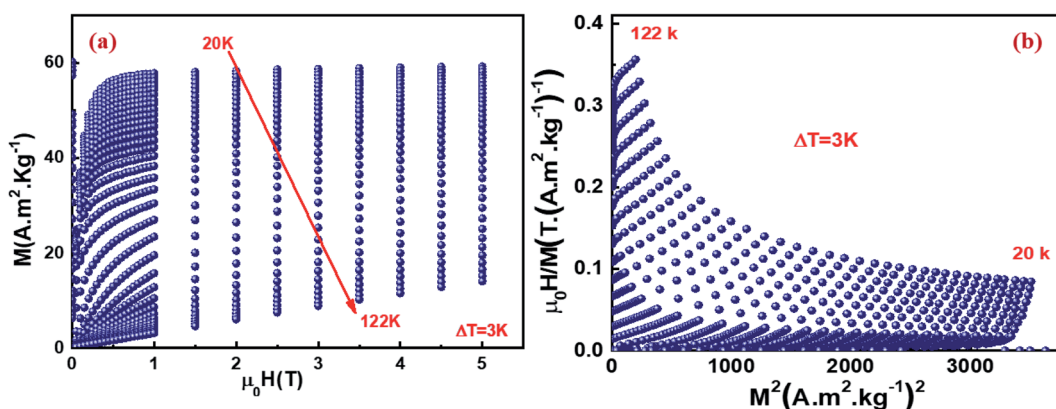 (a)
20K
122K
ΔT=3K
M(A.m².Kg⁻¹)
60
40
20
0
0
1
2
3
4
5
μ₀H(T)
(b)
122 k
ΔT=3K
20 k
μ₀H/M(T.(A.m².kg⁻¹)⁻¹)
0.4
0.3
0.2
0.1
0.0
0
1000
2000
3000
M²(A.m².kg⁻¹)²